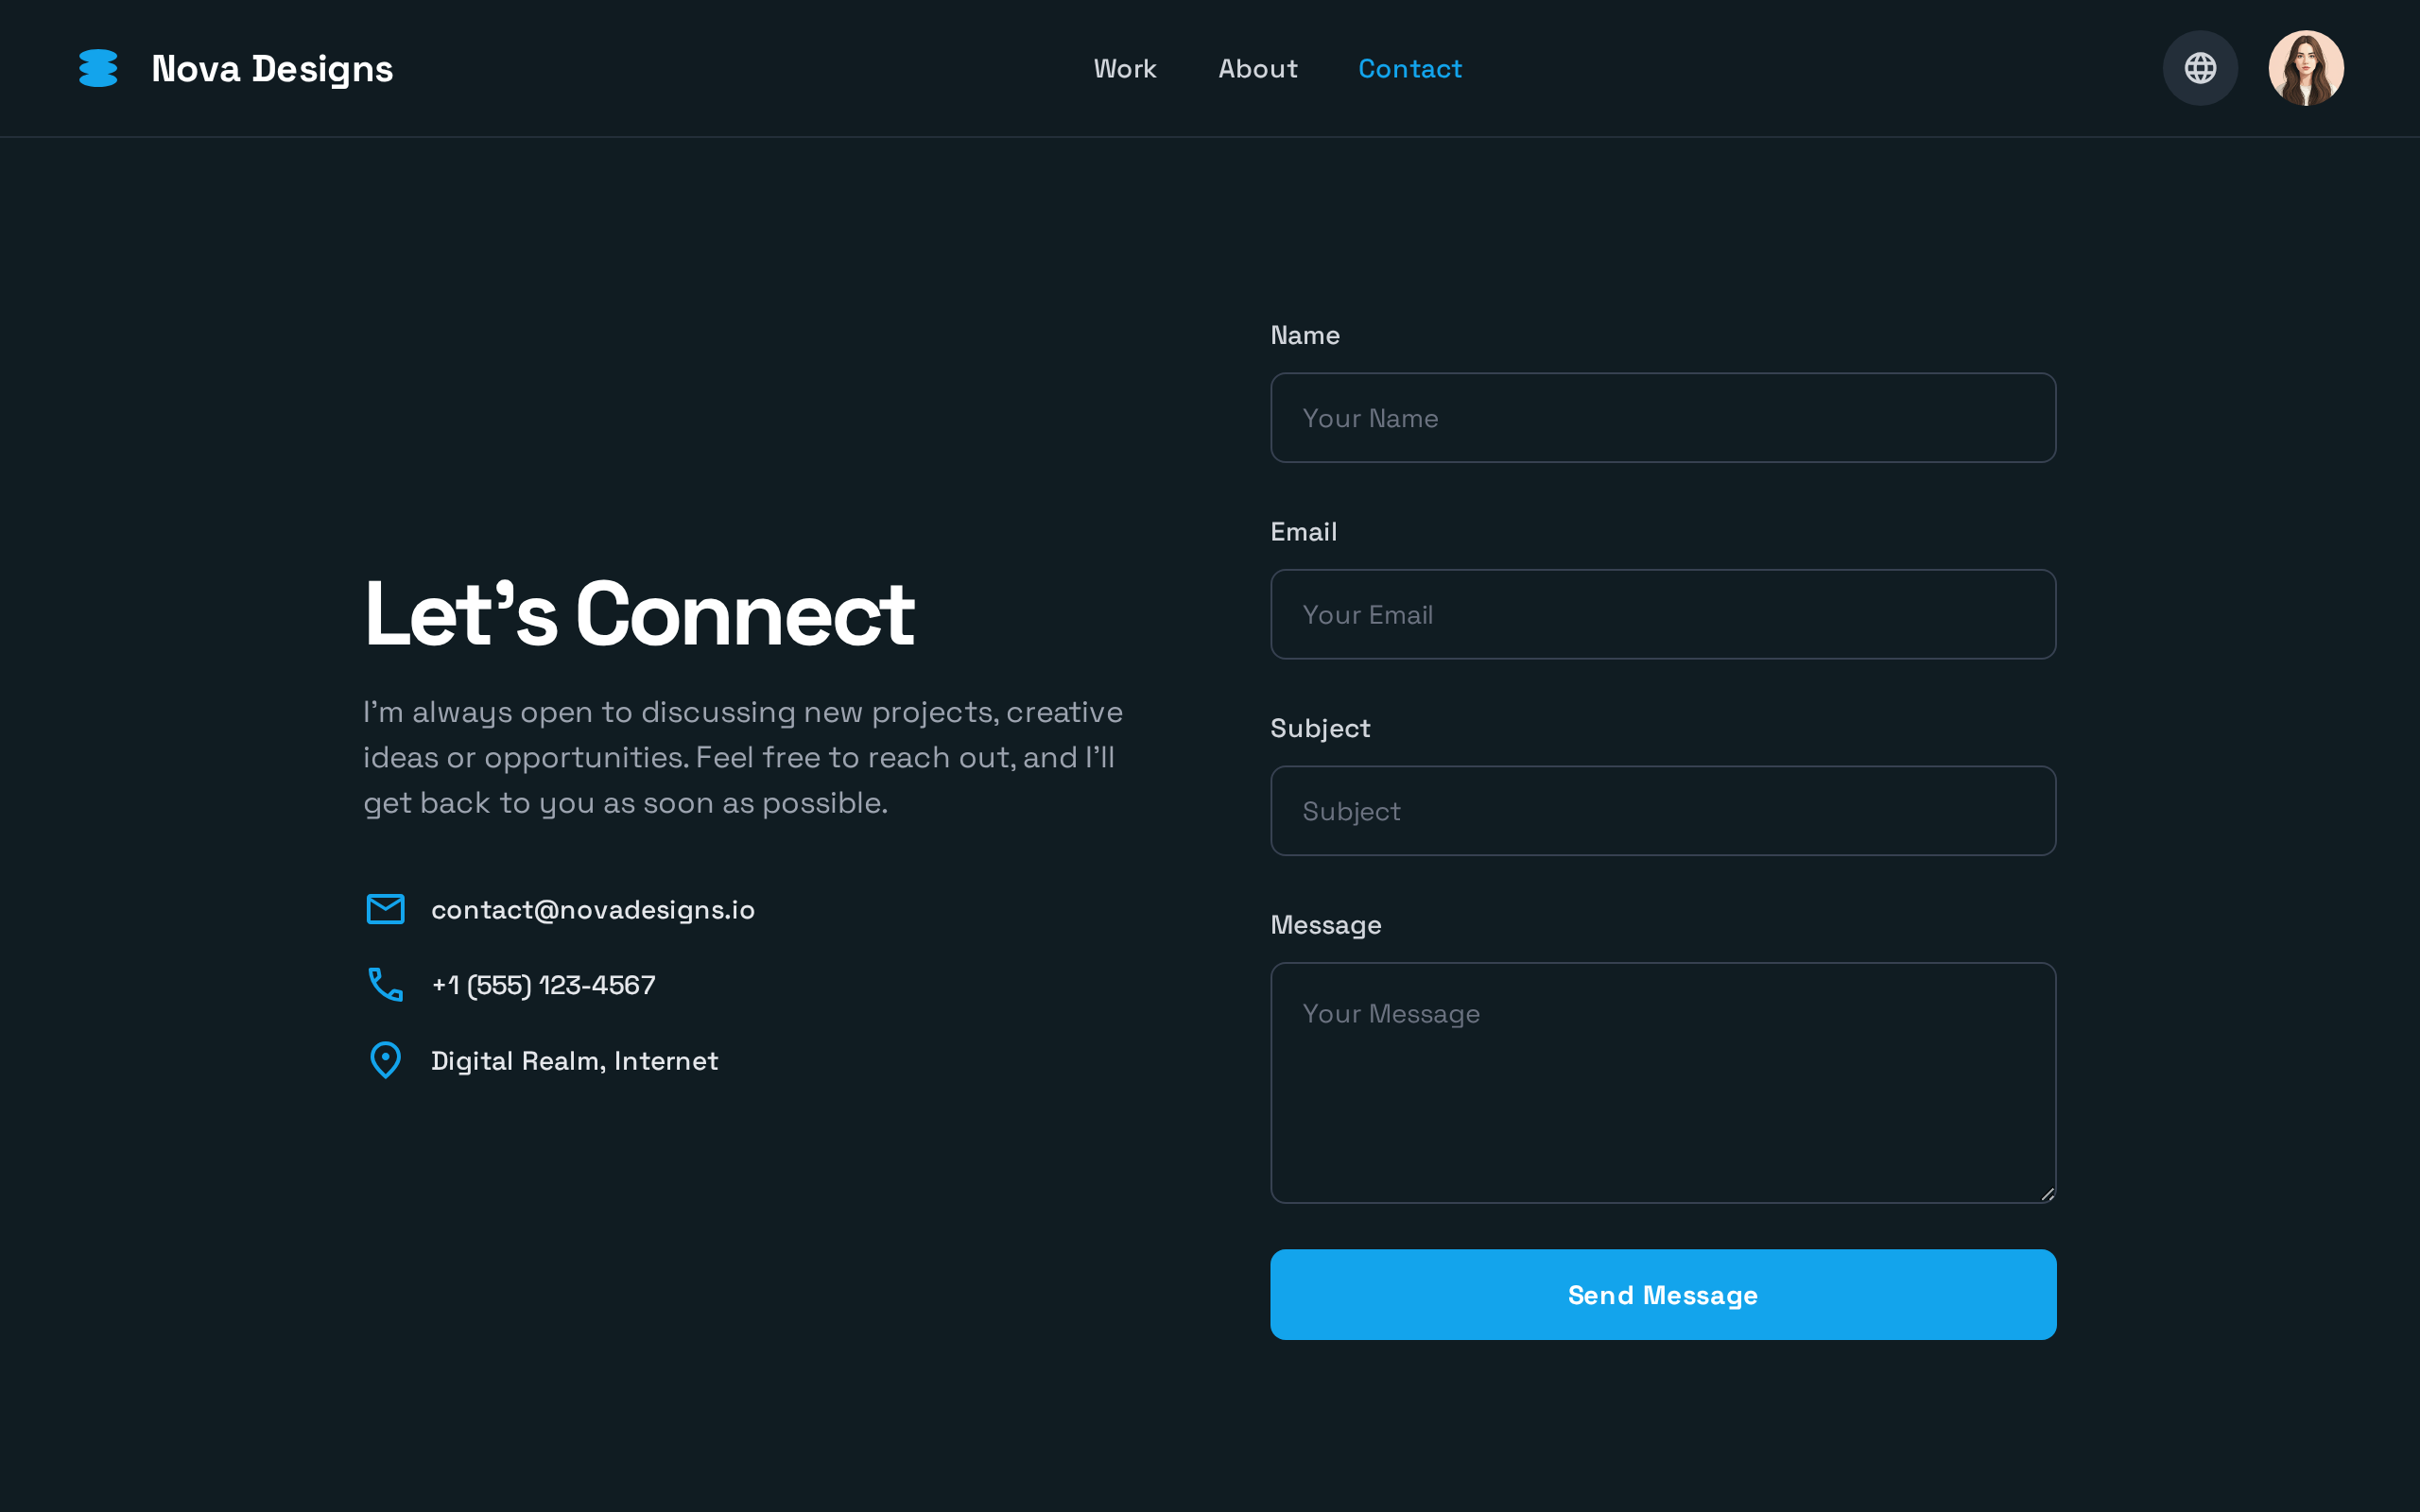 Nova Designs
Work
About
Contact
Let's Connect
I'm always open to discussing new projects, creative
ideas or opportunities. Feel free to reach out, and I'll
get back to you as soon as possible.
contact@novadesigns.io
+1 (555) 123-4567
Digital Realm, Internet
Name
Your Name
Email
Your Email
Subject
Subject
Message
Your Message
Send Message